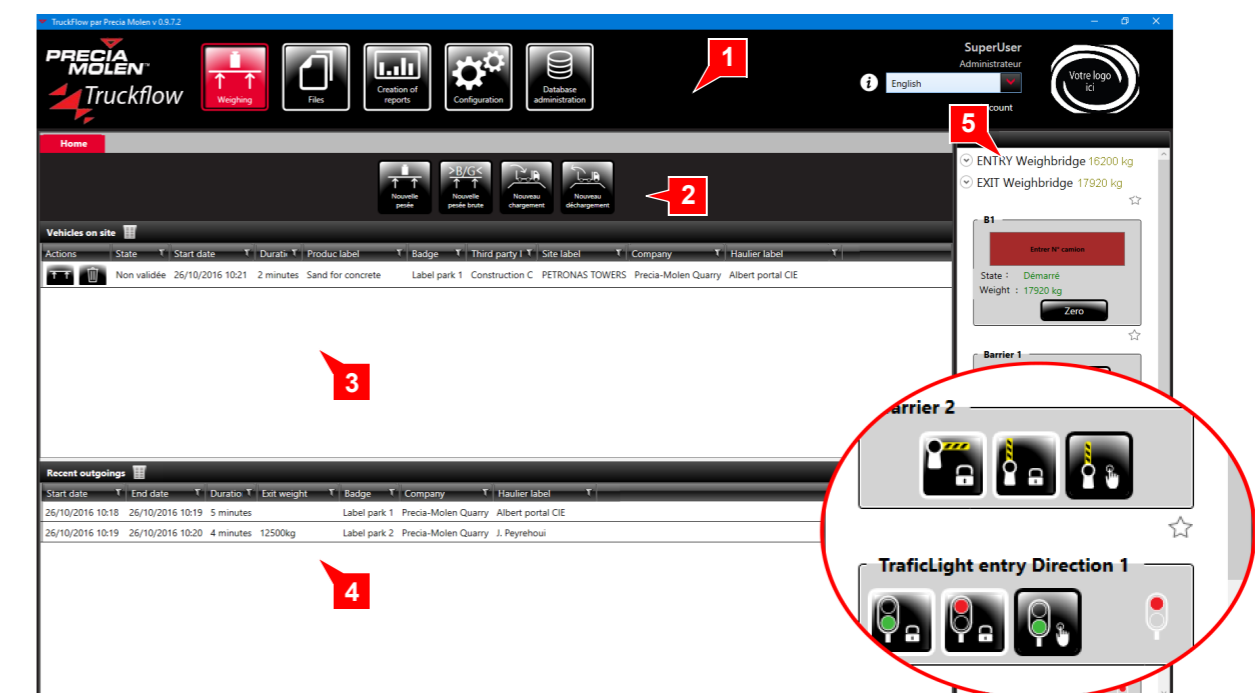 TruckFlow par Precia Molen v 0.9.7.2
PRECIA
MOLEN™
Truckflow
Weighing
Files
Creation of
reports
Configuration
Database
administration
1
SuperUser
Administrateur
i
English
count
Votre logo
ici
Home
5
Nouvelle
pesée
>B/G<
Nouvelle
pesée brute
Nouveau
chargement
Nouveau
déchargement
2
ENTRY Weighbridge 16200 kg
EXIT Weighbridge 17920 kg
Vehicles on site
Actions State Start date Durati Produc label Badge Third party l Site label Company Haulier label
Non validée 26/10/2016 10:21 2 minutes Sand for concrete Label park 1 Construction C PETRONAS TOWERS Precia-Molen Quarry Albert portal CIE
B1
Entrer N° camion
State : Démarré
Weight : 17920 kg
Zero
Barrier 1
3
arrier 2
Recent outgoings
Start date End date Duratio Exit weight Badge Company Haulier label
26/10/2016 10:18 26/10/2016 10:19 5 minutes Label park 1 Precia-Molen Quarry Albert portal CIE
26/10/2016 10:19 26/10/2016 10:20 4 minutes 12500kg Label park 2 Precia-Molen Quarry J. Peyrehoui
4
TraficLight entry Direction 1